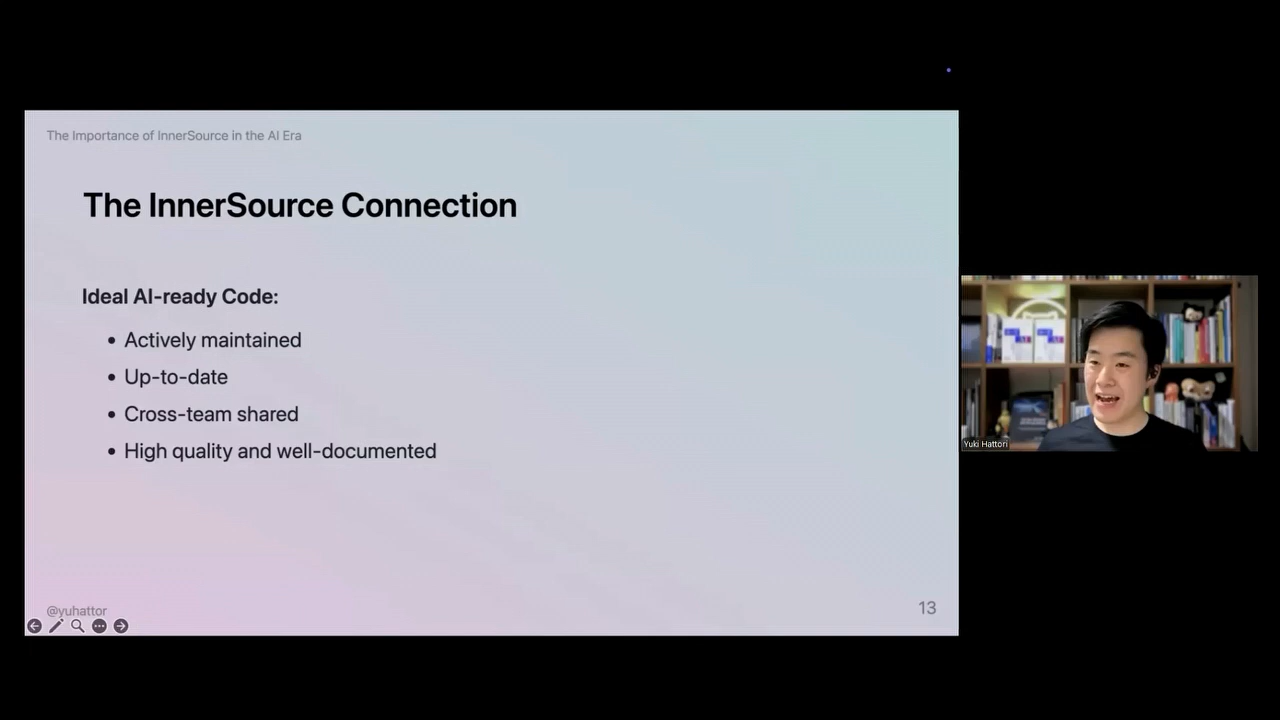 The Importance of InnerSource in the AI Era
The InnerSource Connection
Ideal AI-ready Code:
• Actively maintained
• Up-to-date
• Cross-team shared
• High quality and well-documented
@yuhattor
13
Yuki Hattori